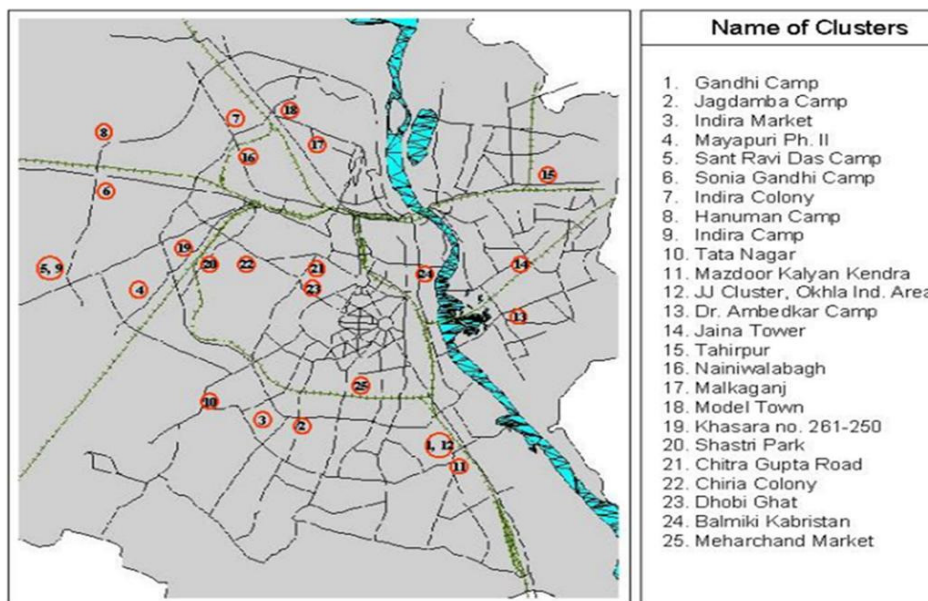 Name of Clusters
1. Gandhi Camp
2. Jagdamba Camp
3. Indira Market
4. Mayapuri Ph. II
5. Sant Ravi Das Camp
6. Sonia Gandhi Camp
7. Indira Colony
8. Hanuman Camp
9. Indira Camp
10. Tata Nagar
11. Mazdoor Kalyan Kendra
12. JJ Cluster, Okhla Ind. Area
13. Dr. Ambedkar Camp
14. Jaina Tower
15. Tahirpur
16. Nainiwalabagh
17. Malkaganj
18. Model Town
19. Khasara no. 261-250
20. Shastri Park
21. Chitra Gupta Road
22. Chiria Colony
23. Dhobi Ghat
24. Balmiki Kabristan
25. Meharchand Market
18
7
8
17
16
15
6
19
20
22
21
24
14
5, 9
4
23
13
25
10
3
2
1, 12
11